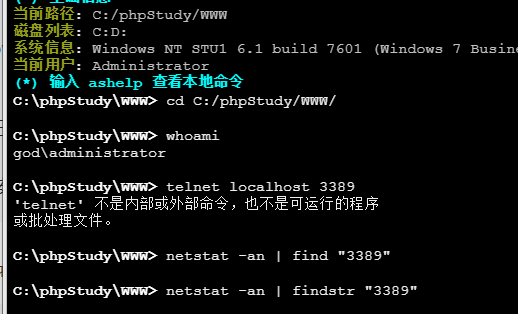 当前路径: C:/phpStudy/WWW
磁盘列表: C:D:
系统信息: Windows NT STU1 6.1 build 7601 (Windows 7 Busin
当前用户: Administrator
(*) 输入 ashelp 查看本地命令
C:\phpStudy\WWW> cd C:/phpStudy/WWW/
C:\phpStudy\WWW> whoami
god\administrator
C:\phpStudy\WWW> telnet localhost 3389
'telnet' 不是内部或外部命令，也不是可运行的程序
或批处理文件。
C:\phpStudy\WWW> netstat -an | find "3389"
C:\phpStudy\WWW> netstat -an | findstr "3389"